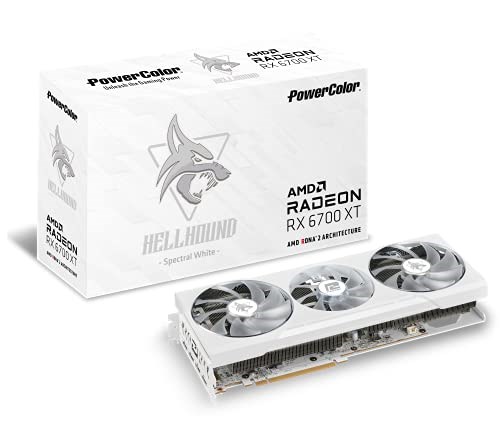 PowerColor
Unleash the Gaming Power
HELLHOUND
AMD RADEON
RX 6700 XT
PowerColor
HELLHOUND
- Spectral White -
AMD
RADEON
RX 6700 XT
AMD RDNA 2 ARCHITECTURE
AMD
RADEON
RX 6700 XT